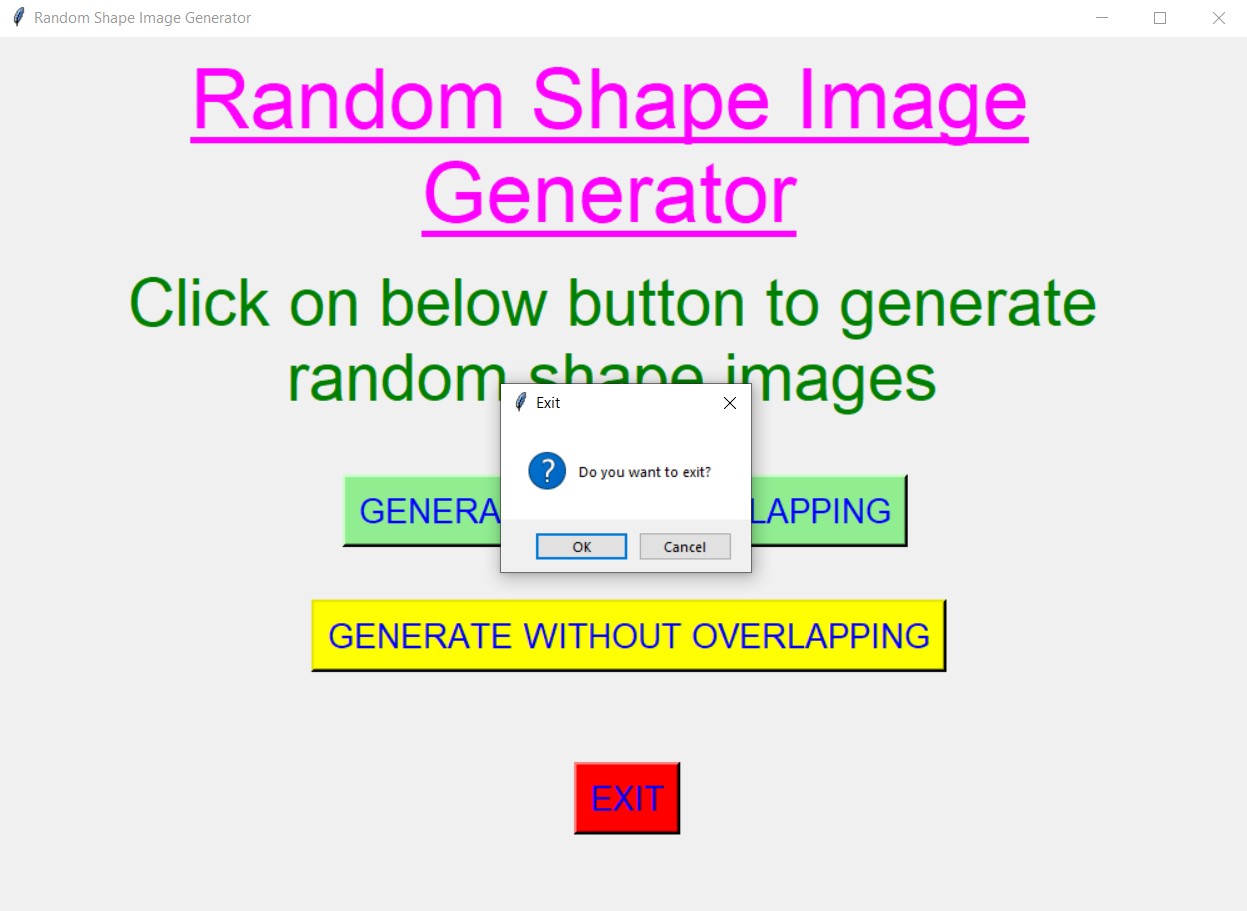 Random Shape Image Generator
Random Shape Image
Generator
Click on below button to generate
random shape images
Exit
Do you want to exit?
OK Cancel
GENERA LAPPING
GENERATE WITHOUT OVERLAPPING
EXIT